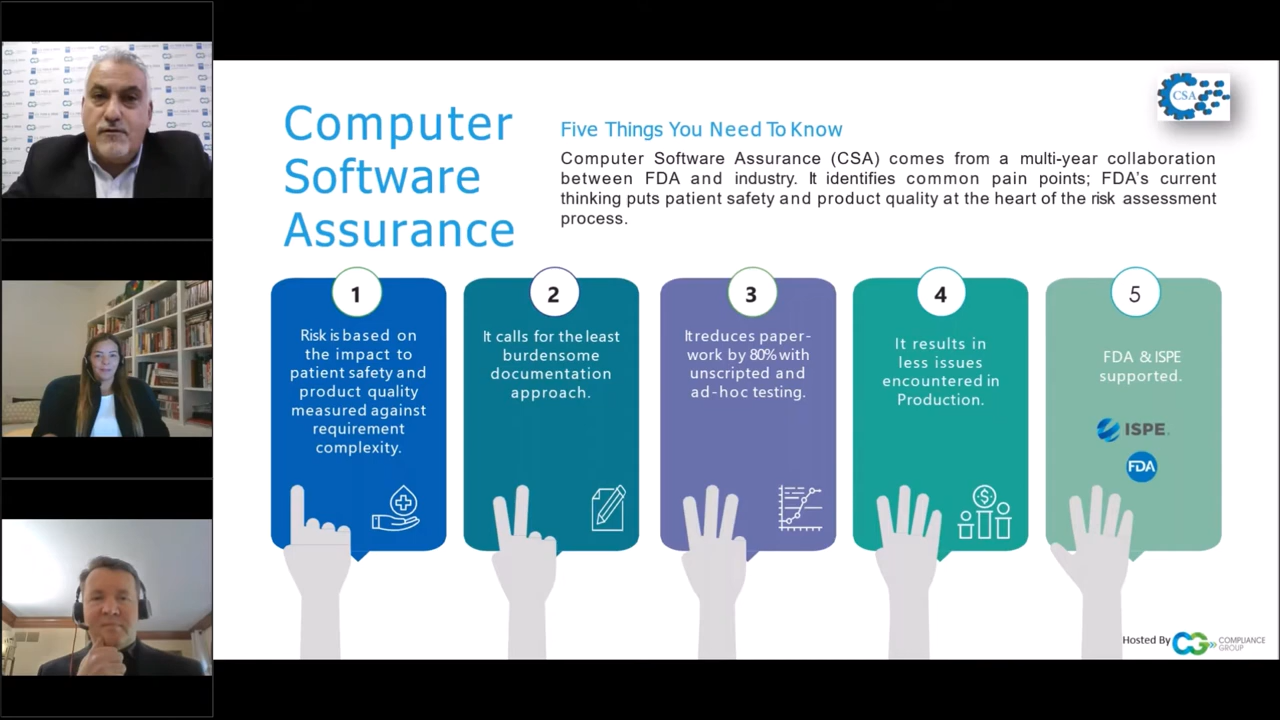 Computer
Software
Assurance
Five Things You Need To Know
Computer Software Assurance (CSA) comes from a multi-year collaboration
between FDA and industry. It identifies common pain points; FDA's current
thinking puts patient safety and product quality at the heart of the risk assessment
process.
CSA
1
Risk is based on
the impact to
patient safety and
product quality
measured against
requirement
complexity.
2
It calls for the least
burdensome
documentation
approach.
3
It reduces paper-
work by 80% with
unscripted and
ad-hoc testing.
4
It results in
less issues
encountered in
Production.
$
5
FDA & ISPE
supported.
ISPE.
FDA
Hosted By
CG
COMPLIANCE
GROUP